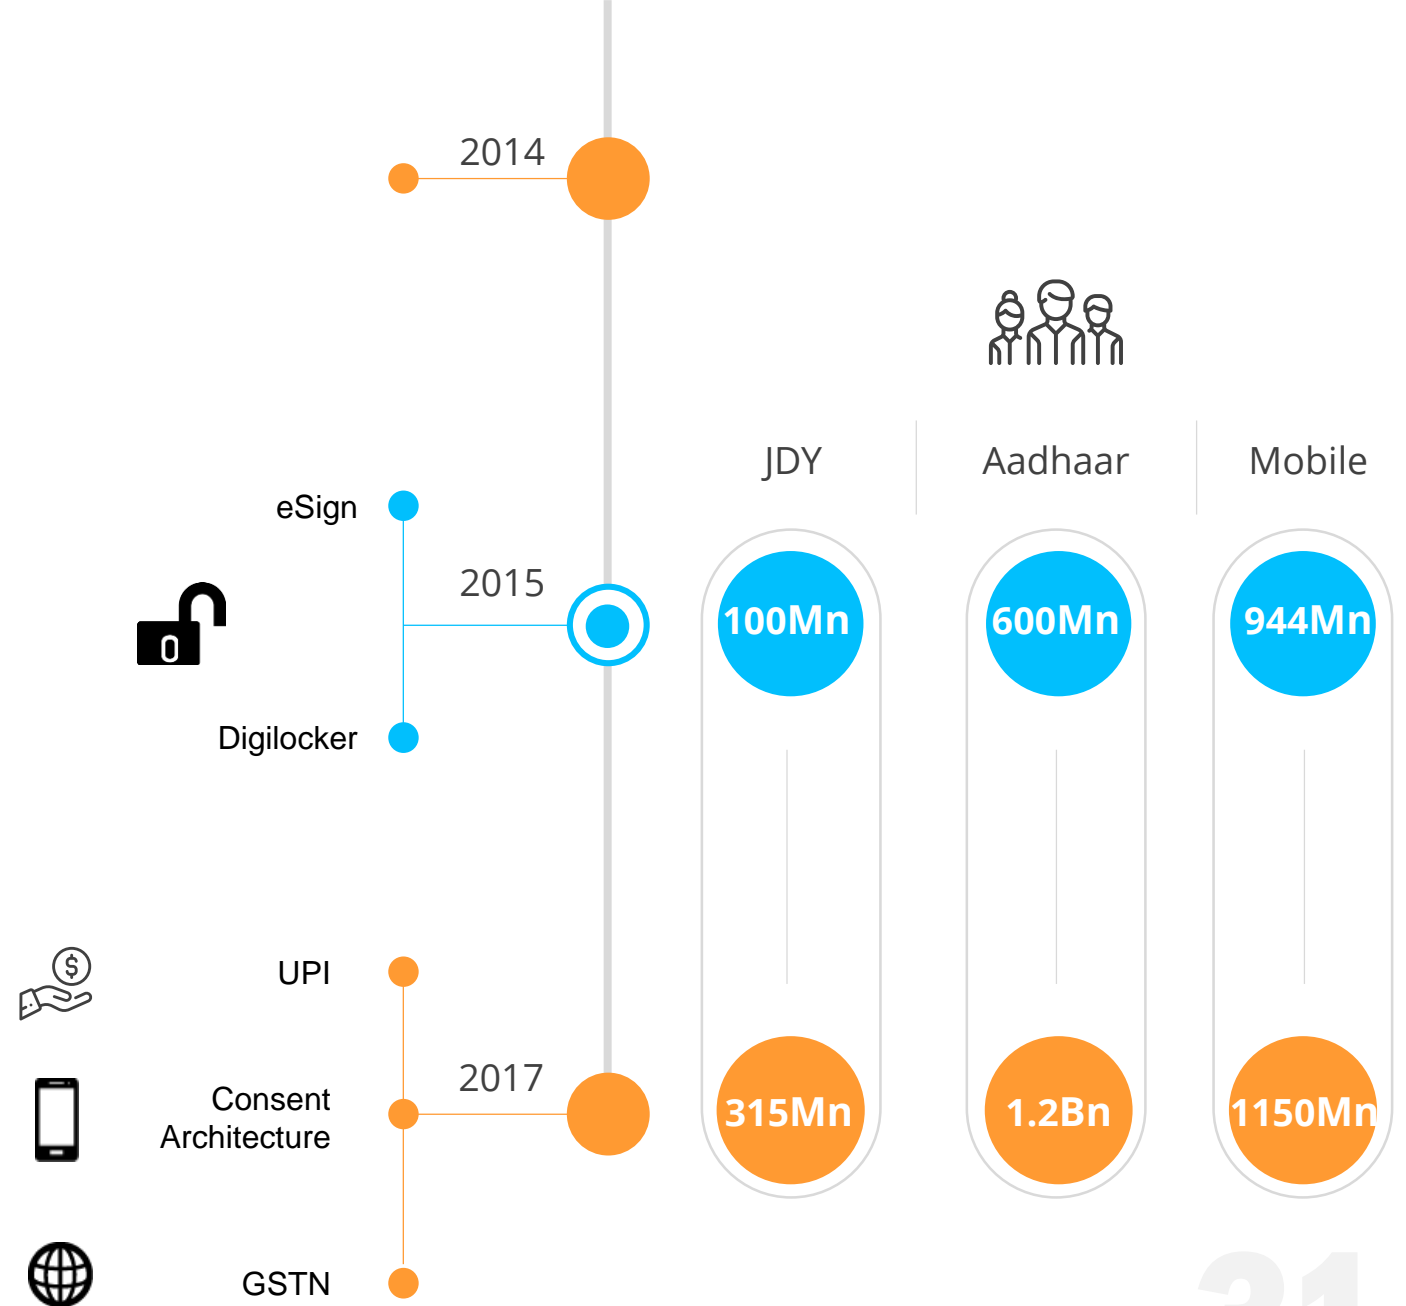 2014
JDY
Aadhaar
Mobile
eSign
2015
100Mn
600Mn
944Mn
Digilocker
UPI
2017
Consent
Architecture
315Mn
1.2Bn
1150Mn
GSTN